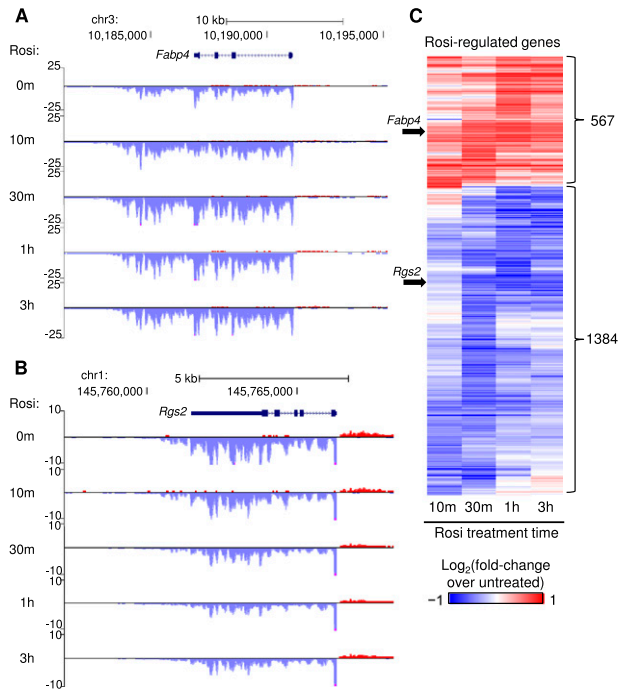 A
chr3:
10 kb
10,185,000
10,190,000
10,195,000
Rosi:
Fabp4
25
0m
-25
25
10m
-25
25
30m
-25
25
1h
-25
25
3h
-25
B
chr1:
5 kb
145,760,000
145,765,000
Rosi:
Rgs2
10
0m
-10
10
10m
-10
10
30m
-10
10
1h
-10
10
3h
-10
C
Rosi-regulated genes
Fabp4
567
Rgs2
1384
10m 30m 1h 3h
Rosi treatment time
Log2(fold-change
over untreated)
−1 1